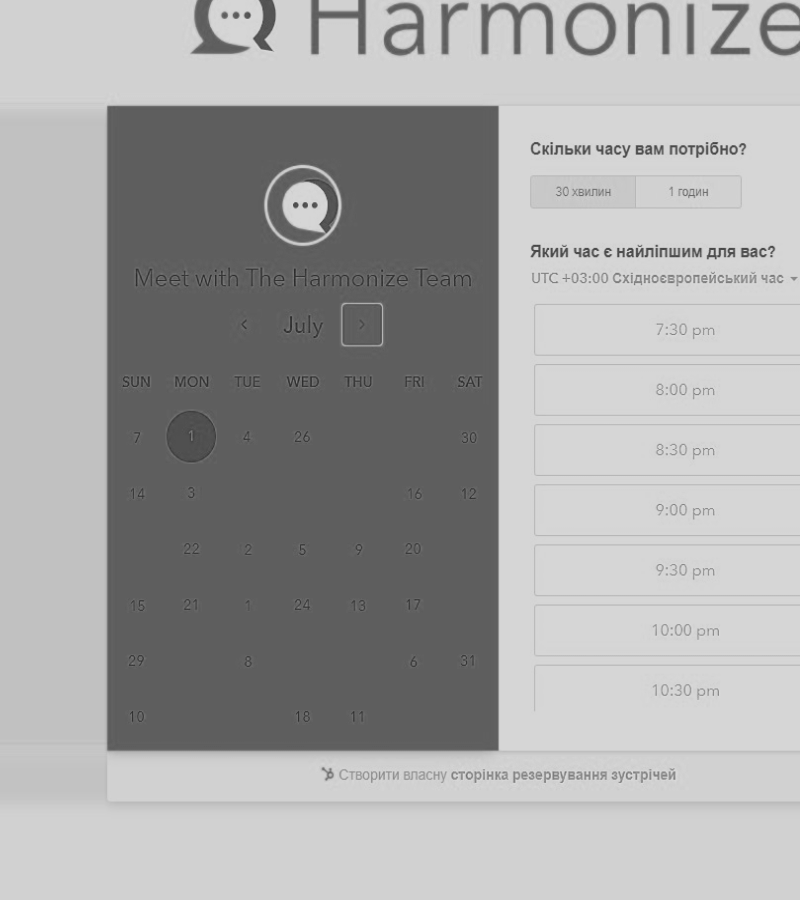 Harmonize
Meet with The Harmonize Team
July
SUN MON TUE WED THU FRI SAT
7 1 4 26 30
14 3 16 12
22 2 5 9 20
15 21 1 24 13 17
29 8 6 31
10 18 11
Скільки часу вам потрібно?
30 хвилин 1 годин
Який час є найліпшим для вас?
UTC +03:00 Східноєвропейський час
7:30 pm
8:00 pm
8:30 pm
9:00 pm
9:30 pm
10:00 pm
10:30 pm
Створити власну сторінка резервування зустрічей